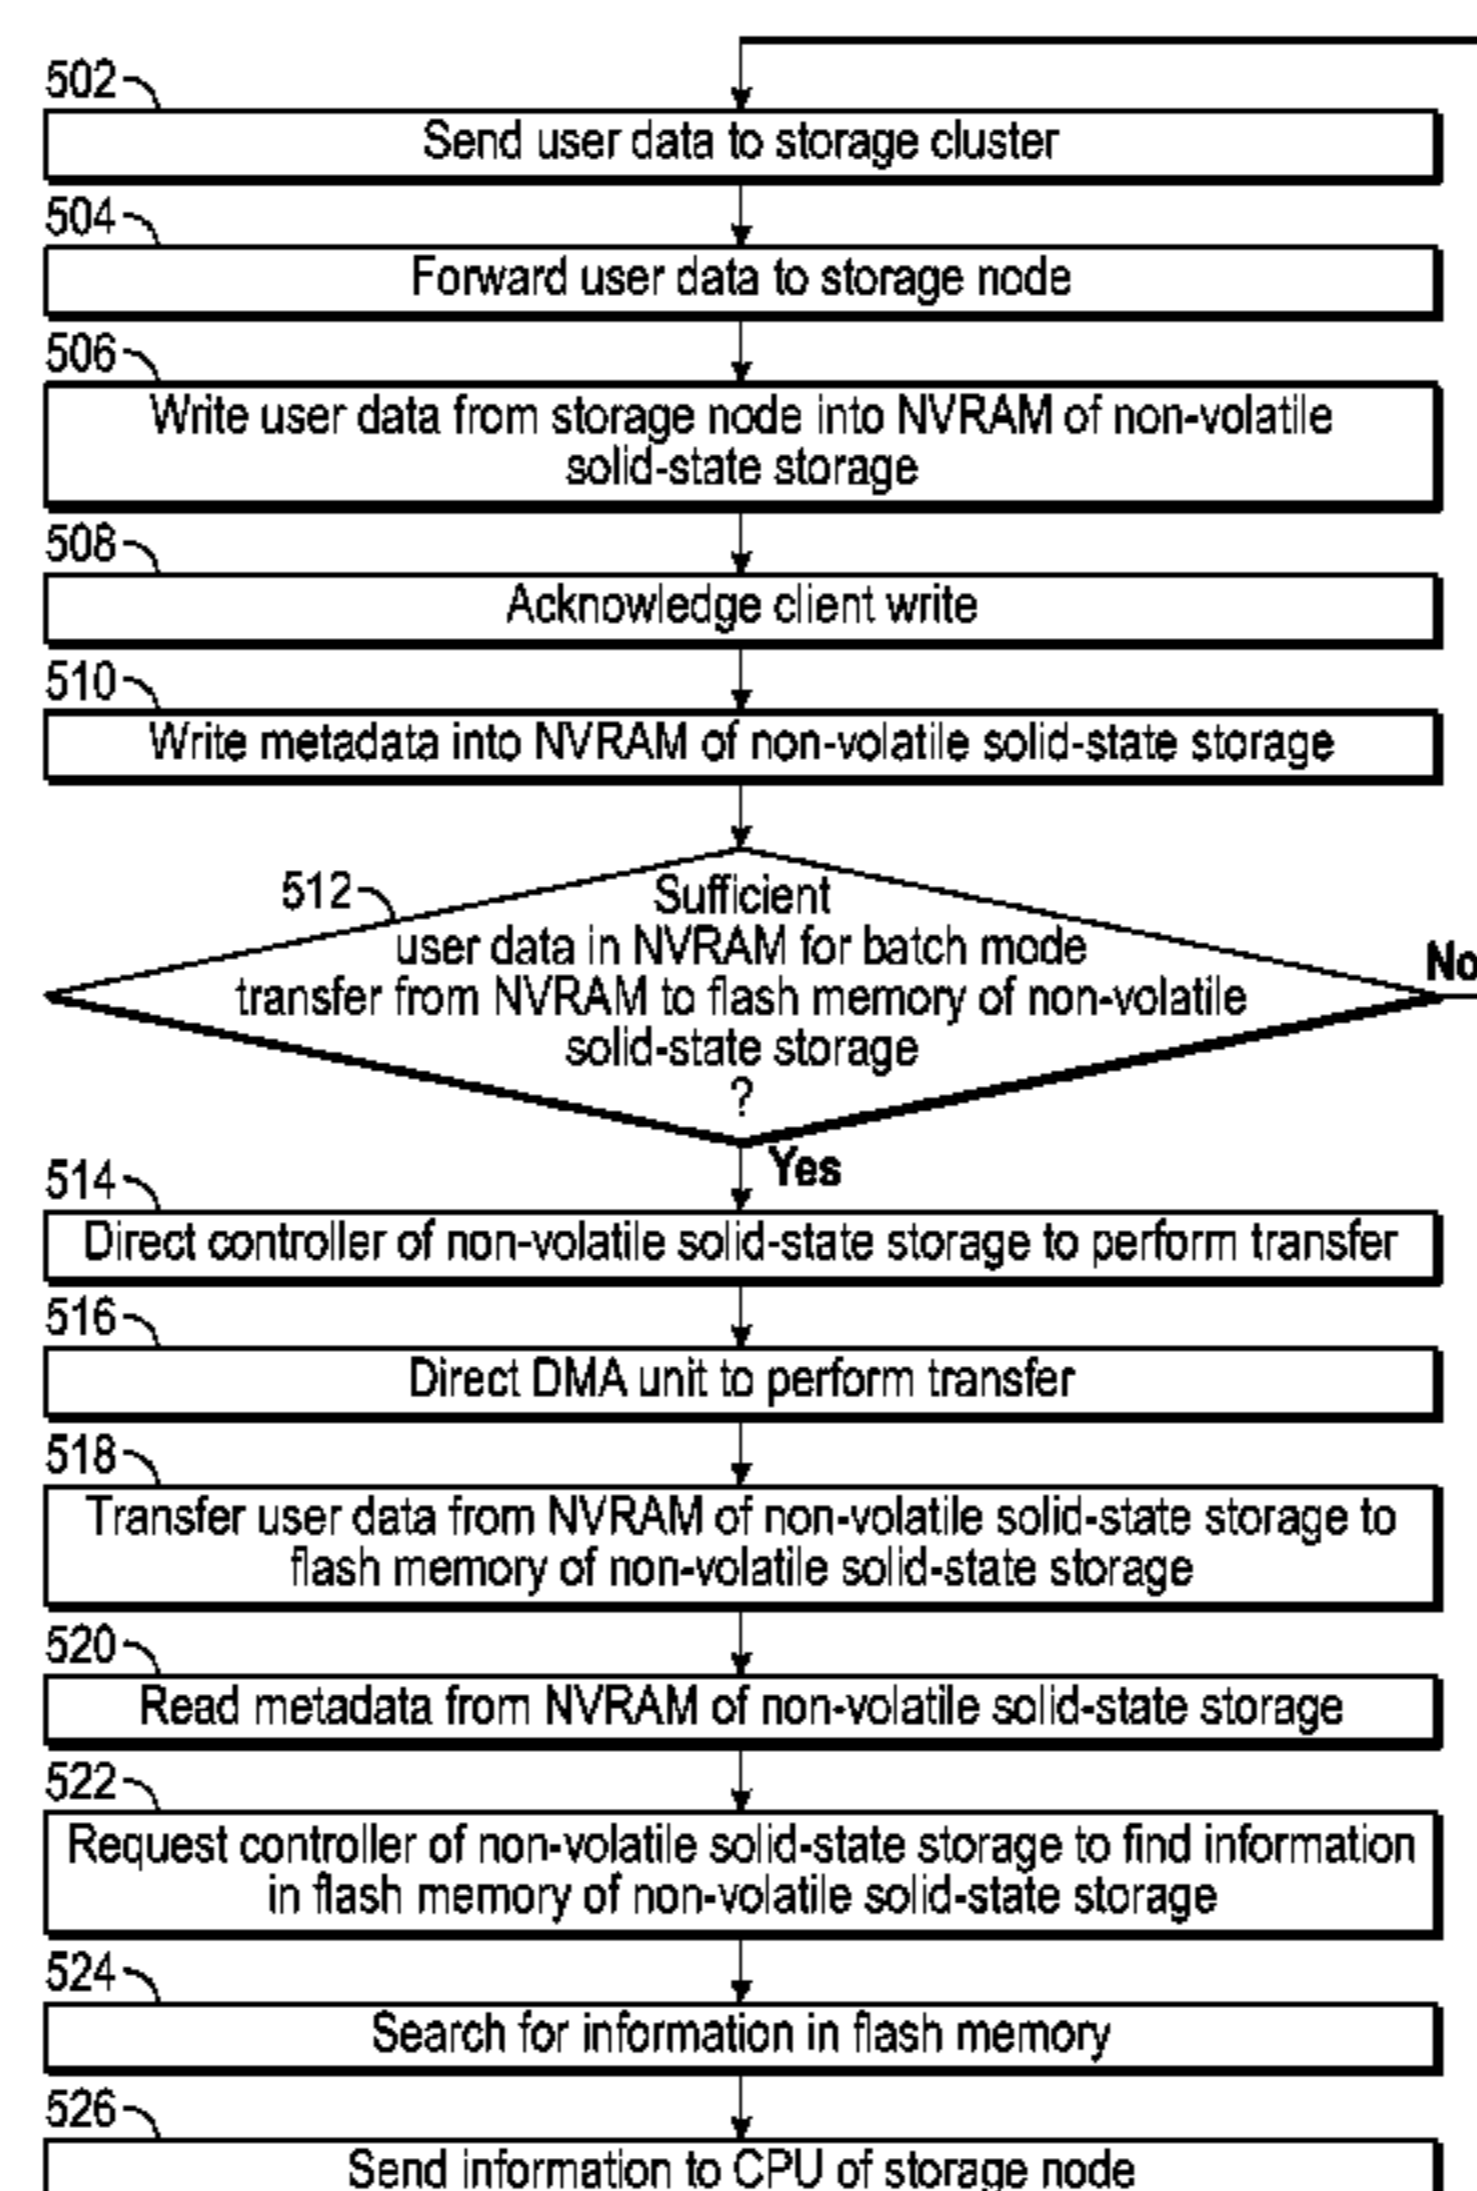 502
Send user data to storage cluster
504
Forward user data to storage node
506
Write user data from storage node into NVRAM of non-volatile
solid-state storage
508
Acknowledge client write
510
Write metadata into NVRAM of non-volatile solid-state storage
512
Sufficient
user data in NVRAM for batch mode
transfer from NVRAM to flash memory of non-volatile
solid-state storage
?
No
Yes
514
Direct controller of non-volatile solid-state storage to perform transfer
516
Direct DMA unit to perform transfer
518
Transfer user data from NVRAM of non-volatile solid-state storage to
flash memory of non-volatile solid-state storage
520
Read metadata from NVRAM of non-volatile solid-state storage
522
Request controller of non-volatile solid-state storage to find information
in flash memory of non-volatile solid-state storage
524
Search for information in flash memory
526
Send information to CPU of storage node